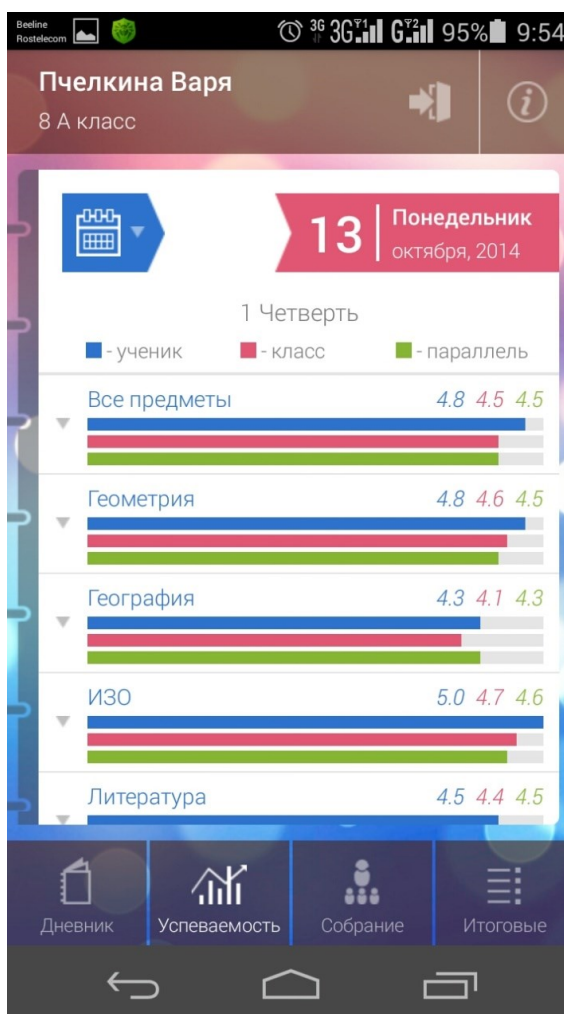 Beeline
Rostelecom
3G 3G G 95% 9:54
Пчелкина Варя
8 А класс
13 Понедельник
октября, 2014
1 Четверть
- ученик - класс - параллель
Все предметы 4.8 4.5 4.5
Геометрия 4.8 4.6 4.5
География 4.3 4.1 4.3
ИЗО 5.0 4.7 4.6
Литература 4.5 4.4 4.5
Дневник Успеваемость Собрание Итоговые